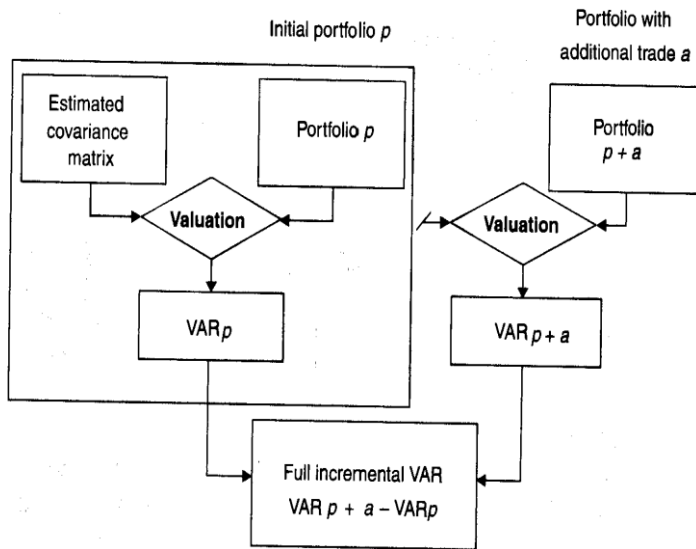 Initial portfolio p
Portfolio with
additional trade a
Estimated
covariance
matrix
Portfolio p
Portfolio
p + a
Valuation
Valuation
VAR p
VAR p + a
Full incremental VAR
VAR p + a – VARp